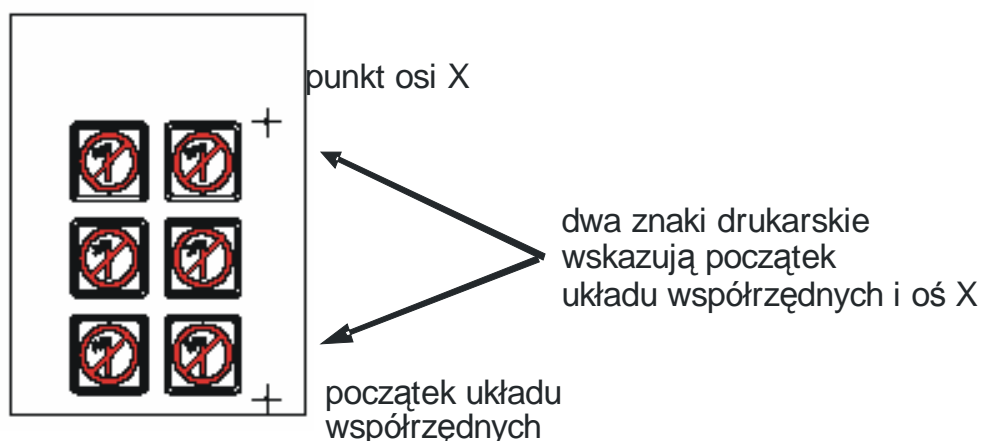 punkt osi X
dwa znaki drukarskie
wskazują początek
układu współrzędnych i oś X
początek układu
współrzędnych